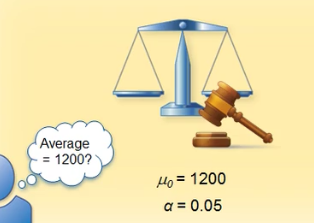 Average
= 1200?
μ₀ = 1200
α = 0.05